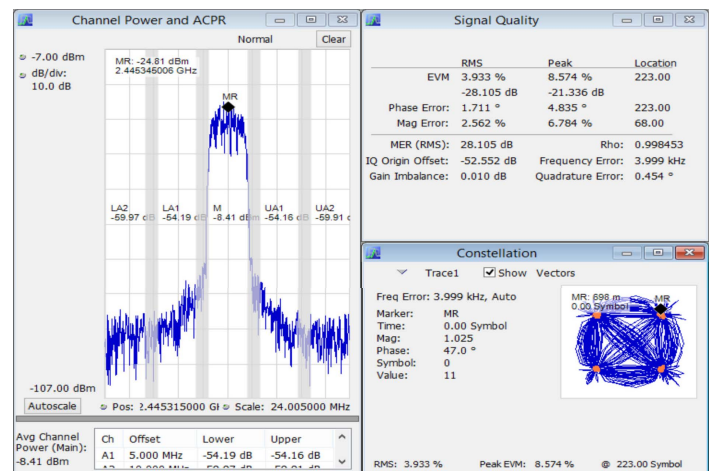 Channel Power and ACPR
Normal
Clear
-7.00 dBm
dB/div:
10.0 dB
MR: -24.81 dBm
2.445345006 GHz
MR
LA2
-59.97 dB
LA1
-54.19 dB
M
-8.41 dBm
UA1
-54.16 dB
UA2
-59.91 d
-107.00 dBm
Autoscale
Pos: 2.445315000 GH
Scale: 24.005000 MHz
Avg Channel
Power (Main):
-8.41 dBm
Ch Offset Lower Upper
A1 5.000 MHz -54.19 dB -54.16 dB
Signal Quality
RMS Peak Location
EVM 3.933 % 8.574 % 223.00
-28.105 dB -21.336 dB
Phase Error: 1.711 ° 4.835 ° 223.00
Mag Error: 2.562 % 6.784 % 68.00
MER (RMS): 28.105 dB Rho: 0.998453
IQ Origin Offset: -52.552 dB Frequency Error: 3.999 kHz
Gain Imbalance: 0.010 dB Quadrature Error: 0.454 °
Constellation
Trace1 Show Vectors
Freq Error: 3.999 kHz, Auto
Marker: MR
Time: 0.00 Symbol
Mag: 1.025
Phase: 47.0 °
Symbol: 0
Value: 11
MR: 698 m
0.00 Symbol
MR
RMS: 3.933 % Peak EVM: 8.574 % @ 223.00 Symbol